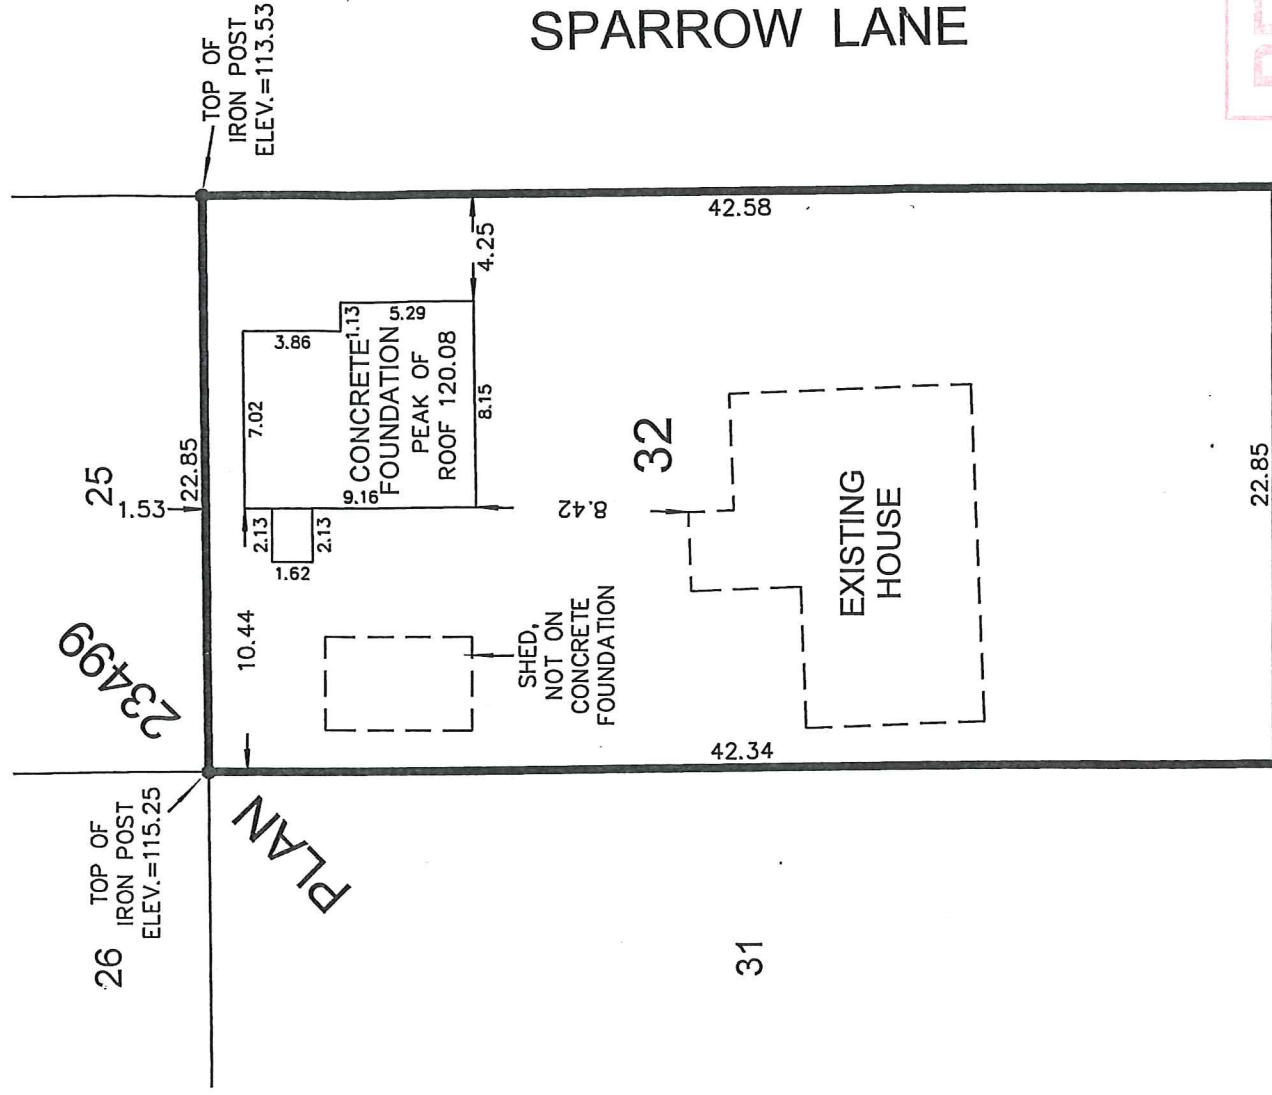 SPARROW LANE
TOP OF
IRON POST
ELEV.=113.53
42.58
4.25
25
1.53
22.85
7.02
3.86
1.13
5.29
CONCRETE
FOUNDATION
PEAK OF
ROOF 120.08
8.15
9.16
2.13
2.13
1.62
10.44
8.42
32
EXISTING
HOUSE
22.85
SHED,
NOT ON
CONCRETE
FOUNDATION
42.34
PLAN
23499
26
TOP OF
IRON POST
ELEV.=115.25
31